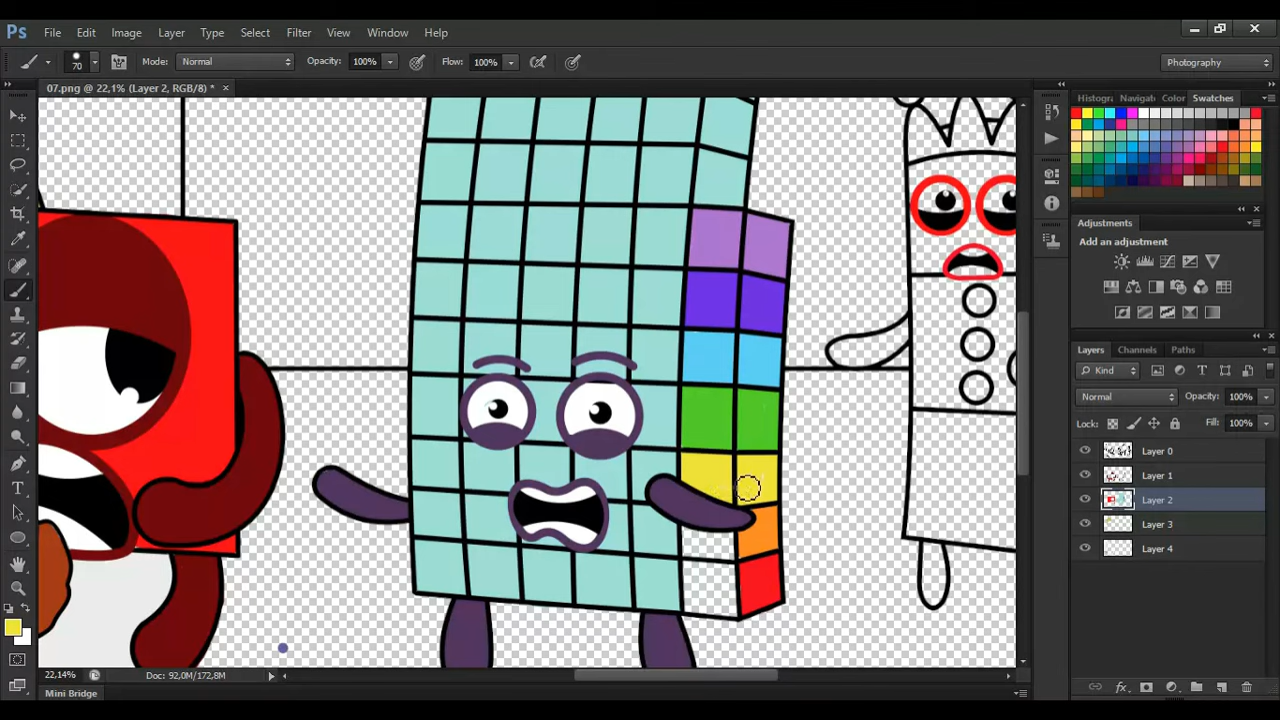 Ps File Edit Image Layer Type Select Filter View Window Help
70 Mode: Normal Opacity: 100% Flow: 100% Photography
07.png @ 22,1% (Layer 2, RGB/8) * ×
Histogr Navigat Color Swatches
Adjustments
Add an adjustment
Layers Channels Paths
Kind
Normal Opacity: 100%
Lock: Fill: 100%
Layer 0
Layer 1
Layer 2
Layer 3
Layer 4
22,14% Doc: 92,0M/172,8M
Mini Bridge